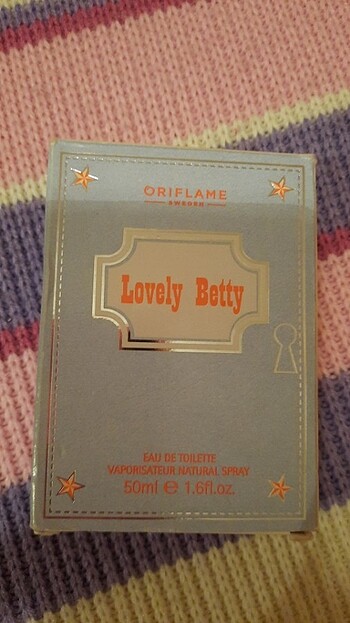 ORIFLAME
SWEDEN
Lovely Betty
EAU DE TOILETTE
VAPORISATEUR NATURAL SPRAY
50ml ℮ 1.6fl.oz.